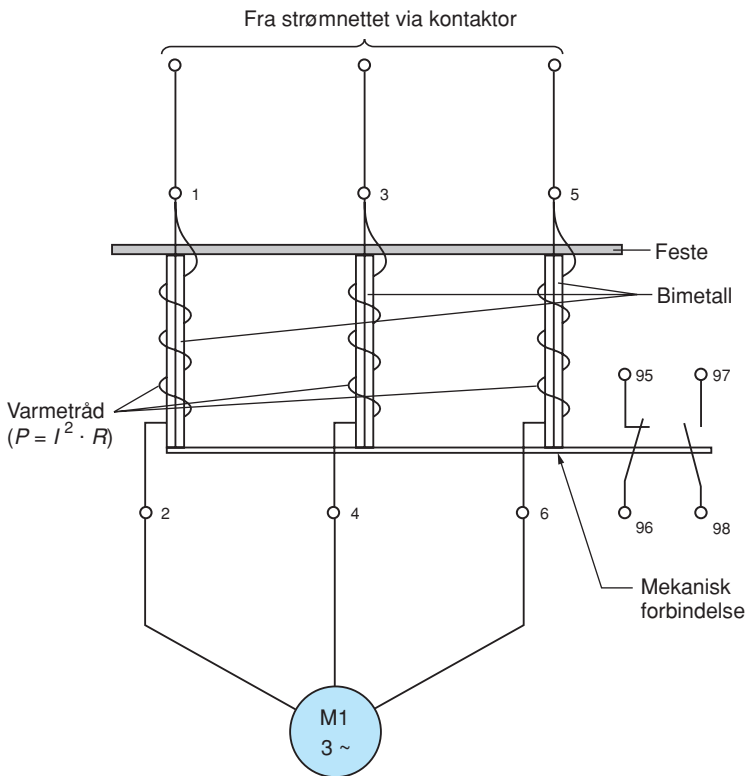 Fra strømnettet via kontaktor
1
3
5
Feste
Bimetall
95
97
Varmetråd
(P = I² · R)
2
4
6
96
98
Mekanisk
forbindelse
M1
3 ~